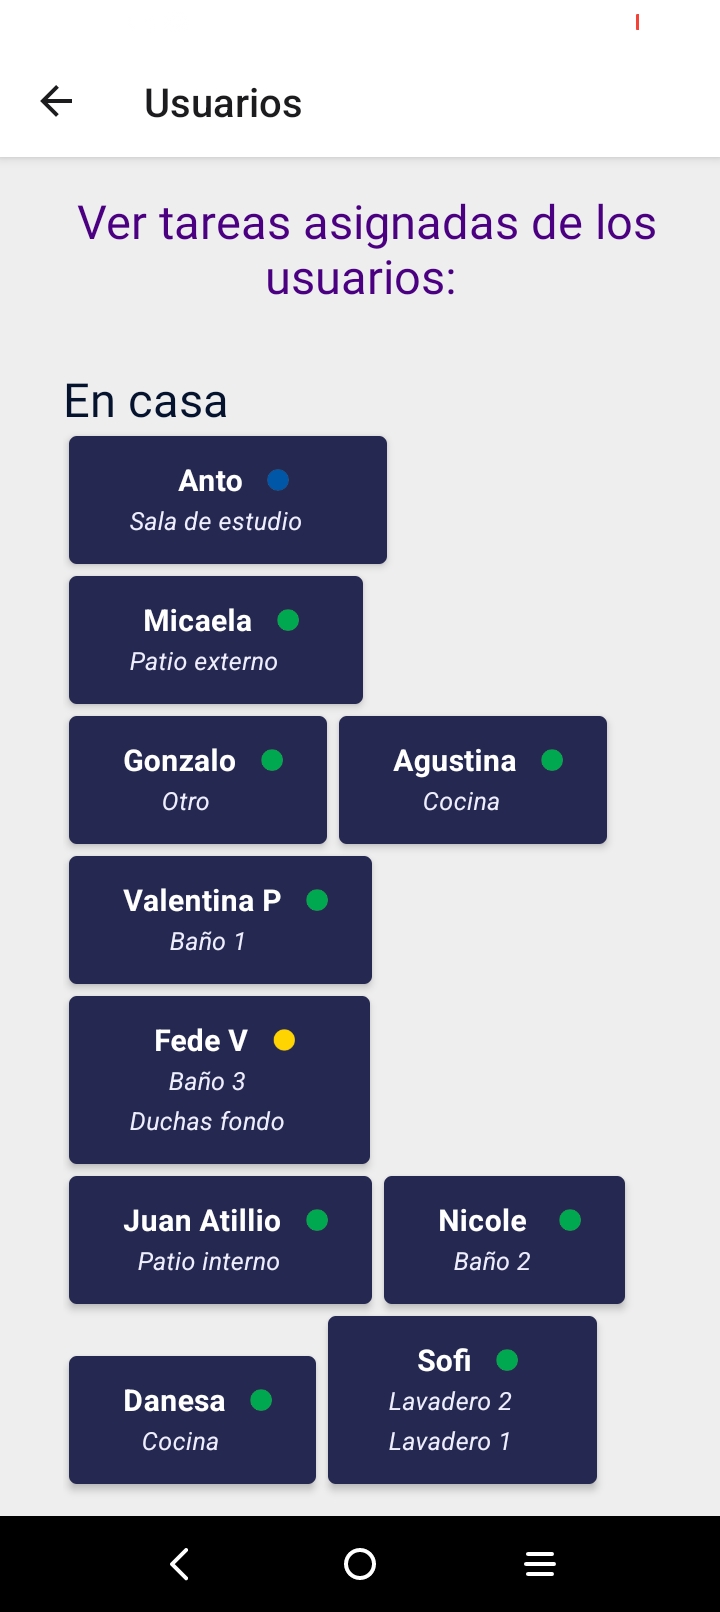 Usuarios
Ver tareas asignadas de los
usuarios:
En casa
Anto
Sala de estudio
Micaela
Patio externo
Gonzalo
Otro
Agustina
Cocina
Valentina P
Baño 1
Fede V
Baño 3
Duchas fondo
Juan Atillio
Patio interno
Nicole
Baño 2
Danesa
Cocina
Sofi
Lavadero 2
Lavadero 1